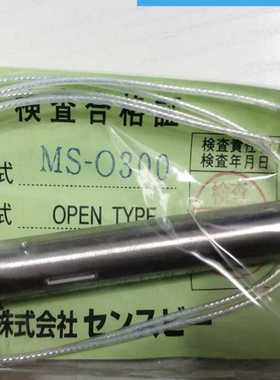 検査合格証
検査責社
検査年月日
式 MS-O300
式 OPEN TYPE
株式会社 センスビー